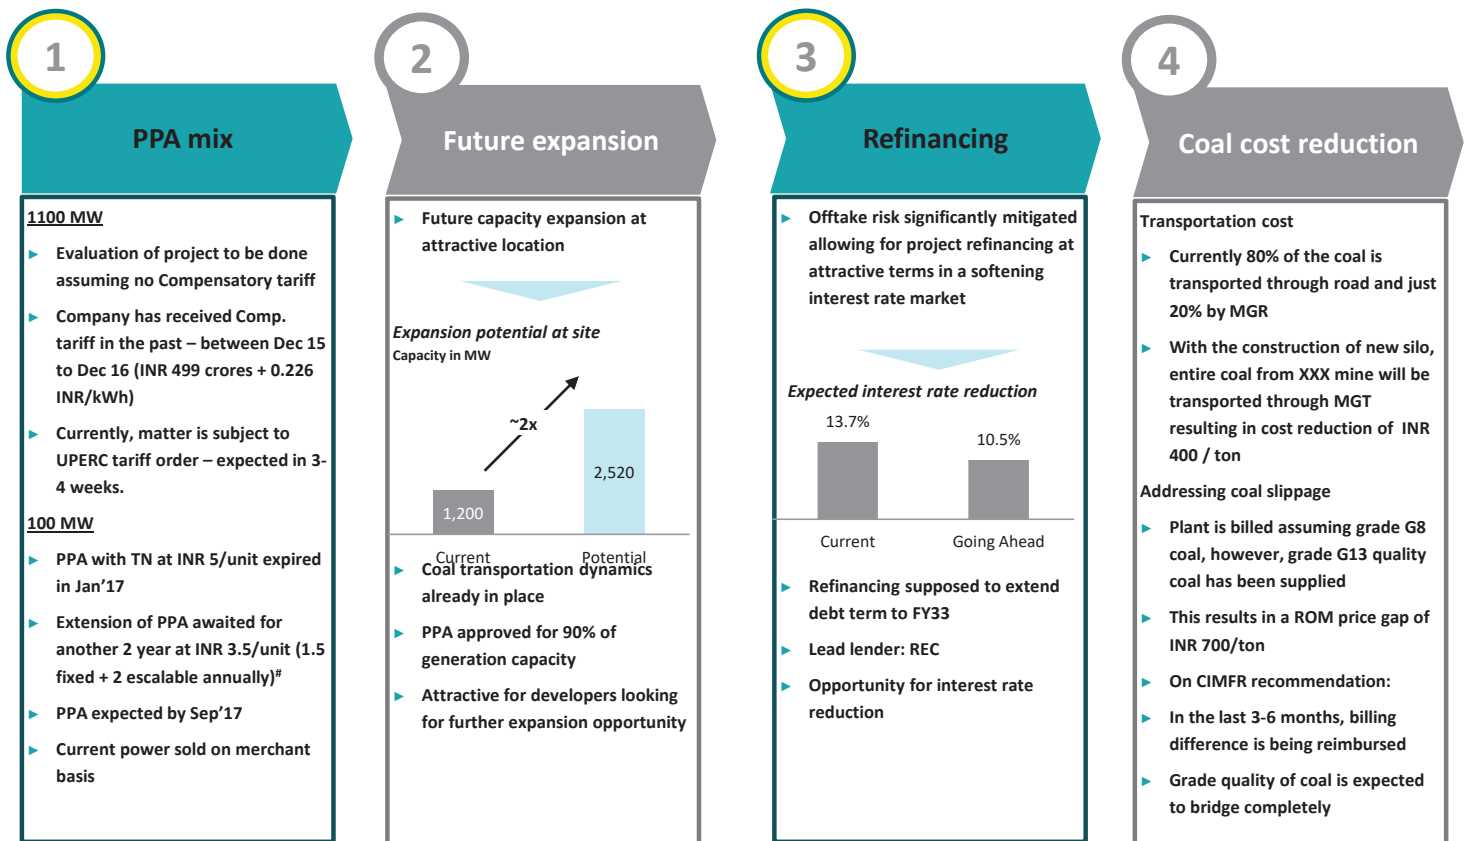 1
PPA mix
1100 MW
► Evaluation of project to be done
assuming no Compensatory tariff
► Company has received Comp.
tariff in the past – between Dec 15
to Dec 16 (INR 499 crores + 0.226
INR/kWh)
► Currently, matter is subject to
UPERC tariff order – expected in 3-
4 weeks.
100 MW
► PPA with TN at INR 5/unit expired
in Jan’17
► Extension of PPA awaited for
another 2 year at INR 3.5/unit (1.5
fixed + 2 escalable annually)#
► PPA expected by Sep’17
► Current power sold on merchant
basis
2
Future expansion
► Future capacity expansion at
attractive location
Expansion potential at site
Capacity in MW
~2x
1,200
2,520
Current
Potential
► Coal transportation dynamics
already in place
► PPA approved for 90% of
generation capacity
► Attractive for developers looking
for further expansion opportunity
3
Refinancing
► Offtake risk significantly mitigated
allowing for project refinancing at
attractive terms in a softening
interest rate market
Expected interest rate reduction
13.7%
10.5%
Current
Going Ahead
► Refinancing supposed to extend
debt term to FY33
► Lead lender: REC
► Opportunity for interest rate
reduction
4
Coal cost reduction
Transportation cost
► Currently 80% of the coal is
transported through road and just
20% by MGR
► With the construction of new silo,
entire coal from XXX mine will be
transported through MGT
resulting in cost reduction of INR
400 / ton
Addressing coal slippage
► Plant is billed assuming grade G8
coal, however, grade G13 quality
coal has been supplied
► This results in a ROM price gap of
INR 700/ton
► On CIMFR recommendation:
► In the last 3-6 months, billing
difference is being reimbursed
► Grade quality of coal is expected
to bridge completely